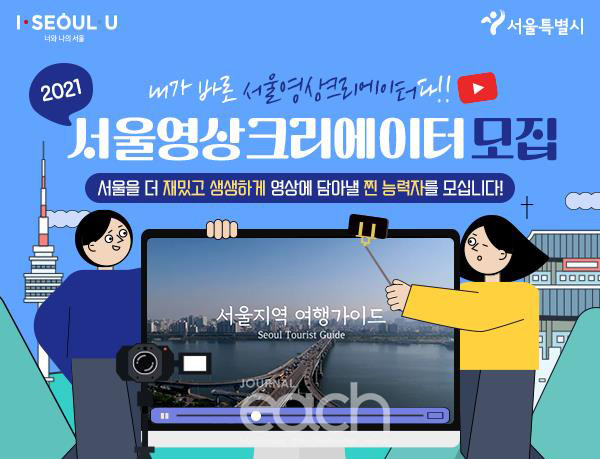 I·SEOUL·U
너와 나의 서울
서울특별시
2021
내가 바로 서울영상크리에이터다!!
서울영상크리에이터 모집
서울을 더 재밌고 생생하게 영상에 담아낼 찐 능력자를 모십니다!
서울지역 여행가이드
Seoul Tourist Guide
JOURNAL
each